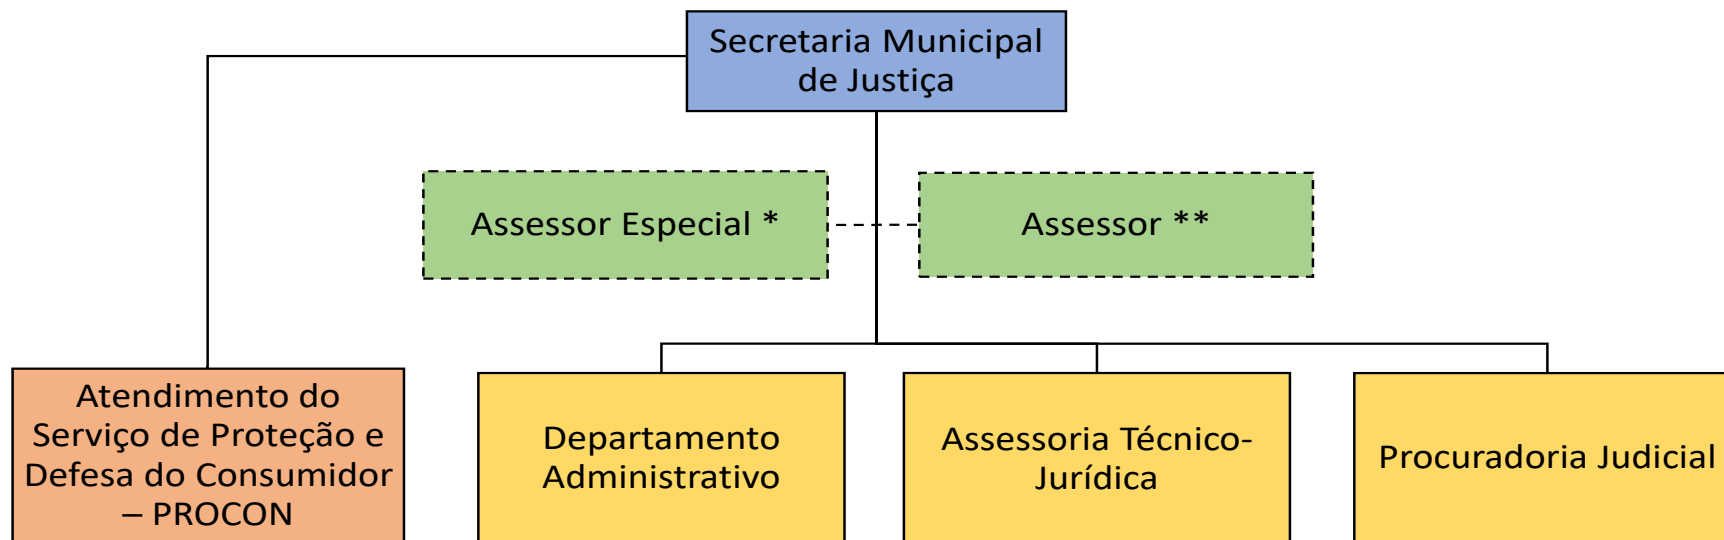 Secretaria Municipal
de Justiça
Assessor Especial *
Assessor **
Atendimento do
Serviço de Proteção e
Defesa do Consumidor
– PROCON
Departamento
Administrativo
Assessoria Técnico-
Jurídica
Procuradoria Judicial